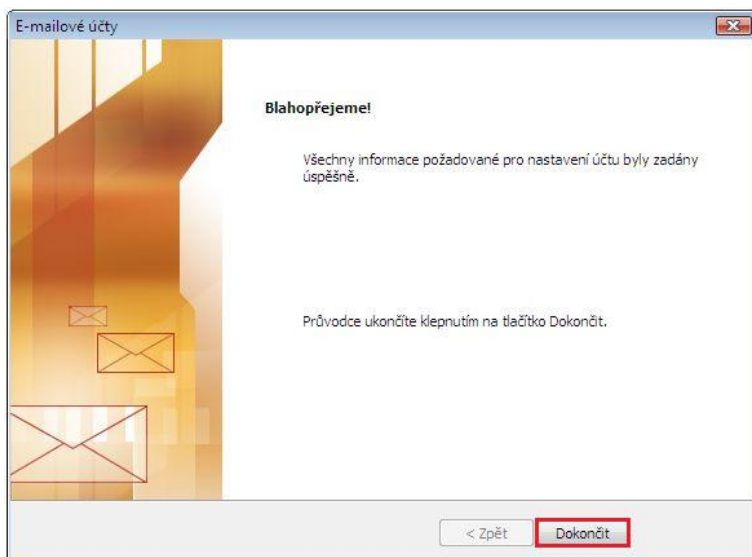 E-mailové účty
Blahopřejeme!
Všechny informace požadované pro nastavení účtu byly zadány
úspěšně.
Průvodce ukončíte klepnutím na tlačítko Dokončit.
< Zpět
Dokončit